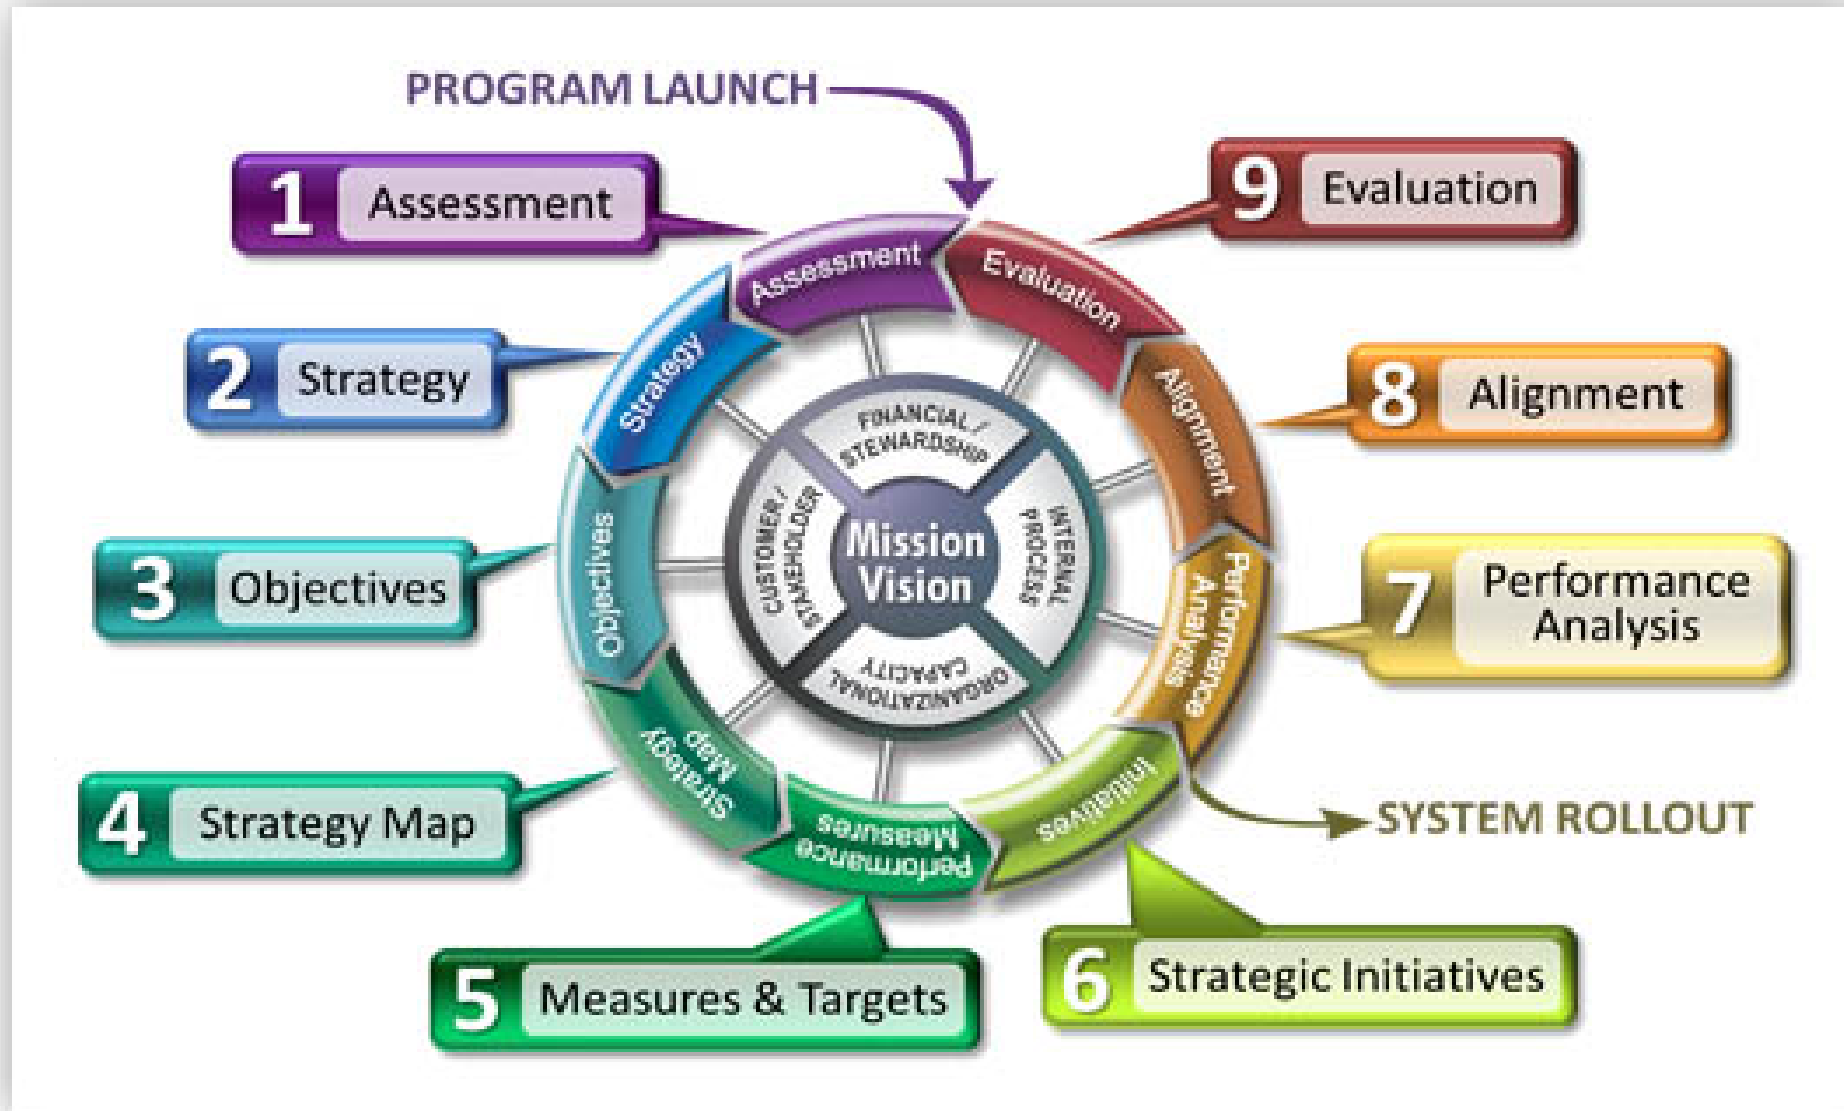 PROGRAM LAUNCH
1 Assessment
2 Strategy
3 Objectives
4 Strategy Map
5 Measures & Targets
6 Strategic Initiatives
7 Performance
Analysis
8 Alignment
9 Evaluation
SYSTEM ROLLOUT
Assessment
Strategy
Objectives
Strategy
Map
Performance
Measures
Initiatives
Performance
Analysis
Alignment
Evaluation
FINANCIAL/
STEWARDSHIP
CUSTOMER/
STAKEHOLDER
INTERNAL
PROCESS
ORGANIZATIONAL
CAPACITY
Mission
Vision